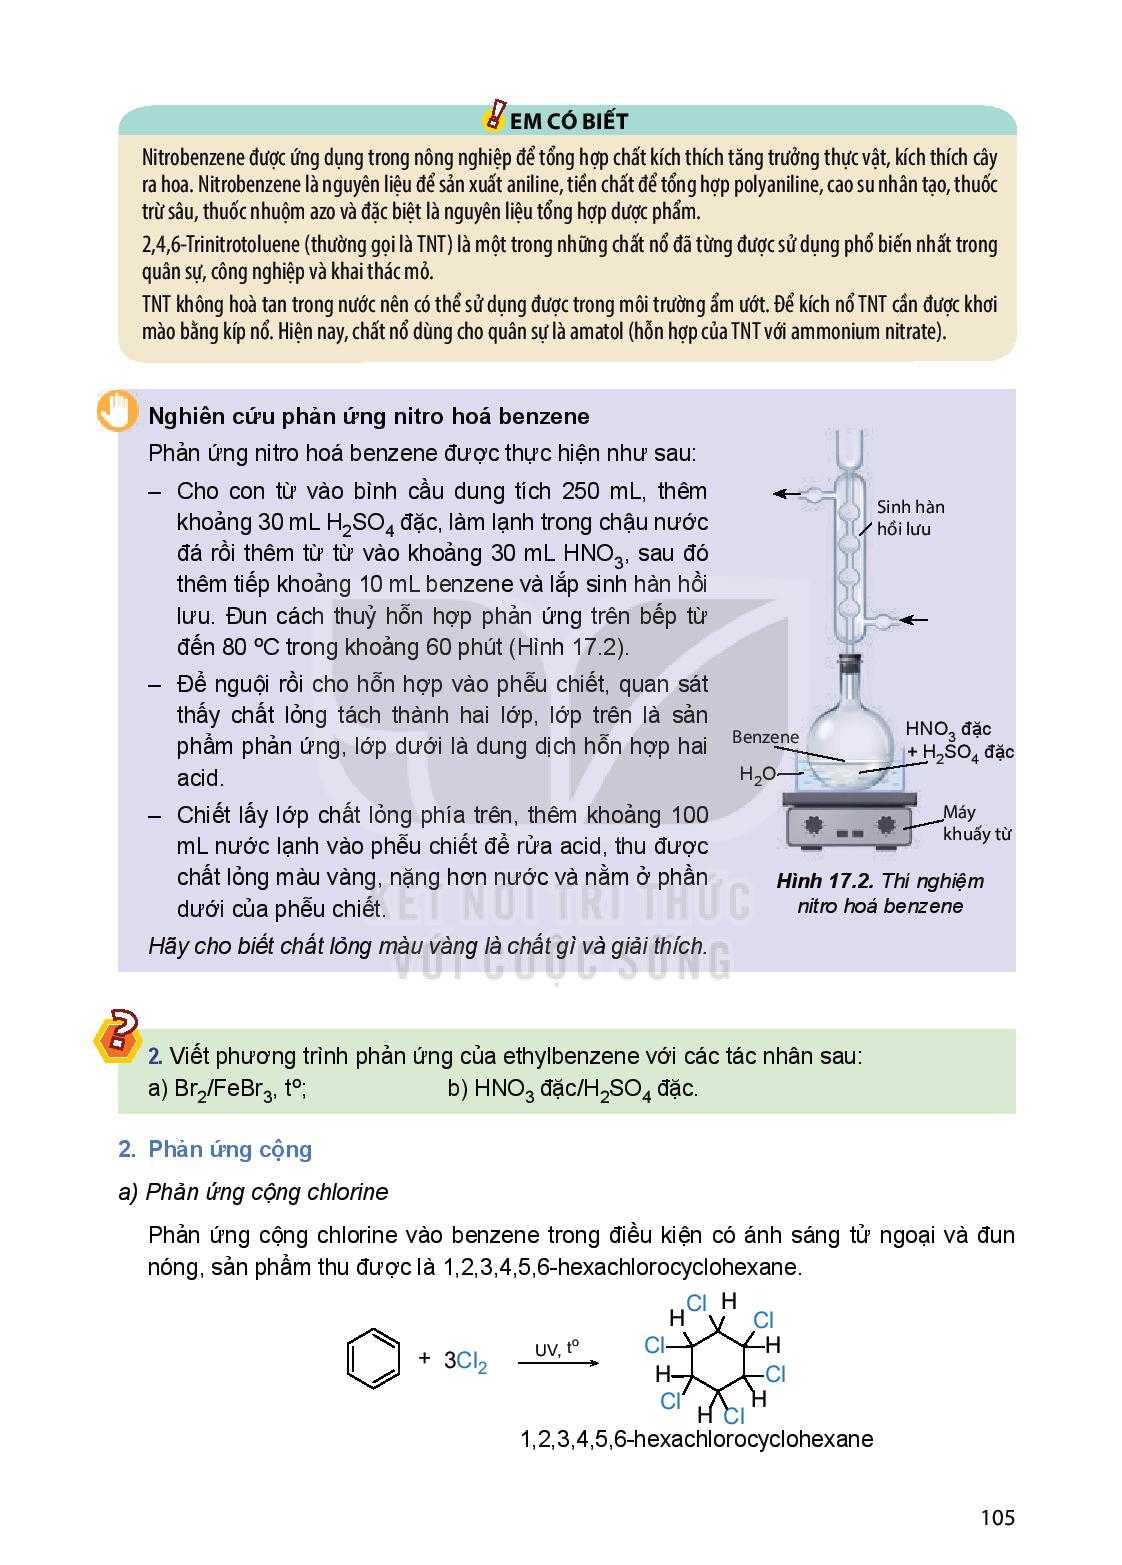 EM CÓ BIẾT
Nitrobenzene được ứng dụng trong nông nghiệp để tổng hợp chất kích thích tăng trưởng thực vật, kích thích cây
ra hoa. Nitrobenzene là nguyên liệu để sản xuất aniline, tiền chất để tổng hợp polyaniline, cao su nhân tạo, thuốc
trừ sâu, thuốc nhuộm azo và đặc biệt là nguyên liệu tổng hợp dược phẩm.
2,4,6-Trinitrotoluene (thường gọi là TNT) là một trong những chất nổ đã từng được sử dụng phổ biến nhất trong
quân sự, công nghiệp và khai thác mỏ.
TNT không hoà tan trong nước nên có thể sử dụng được trong môi trường ẩm ướt. Để kích nổ TNT cần được khơi
mào bằng kíp nổ. Hiện nay, chất nổ dùng cho quân sự là amatol (hỗn hợp của TNT với ammonium nitrate).
Nghiên cứu phản ứng nitro hoá benzene
Phản ứng nitro hoá benzene được thực hiện như sau:
– Cho con từ vào bình cầu dung tích 250 mL, thêm
khoảng 30 mL H₂SO₄ đặc, làm lạnh trong chậu nước
đá rồi thêm từ từ vào khoảng 30 mL HNO₃, sau đó
thêm tiếp khoảng 10 mL benzene và lắp sinh hàn hồi
lưu. Đun cách thuỷ hỗn hợp phản ứng trên bếp từ
đến 80 ºC trong khoảng 60 phút (Hình 17.2).
– Để nguội rồi cho hỗn hợp vào phễu chiết, quan sát
thấy chất lỏng tách thành hai lớp, lớp trên là sản
phẩm phản ứng, lớp dưới là dung dịch hỗn hợp hai
acid.
– Chiết lấy lớp chất lỏng phía trên, thêm khoảng 100
mL nước lạnh vào phễu chiết để rửa acid, thu được
chất lỏng màu vàng, nặng hơn nước và nằm ở phần
dưới của phễu chiết.
Hãy cho biết chất lỏng màu vàng là chất gì và giải thích.
Sinh hàn
hồi lưu
Benzene
HNO₃ đặc
+ H₂SO₄ đặc
H₂O
Máy
khuấy từ
Hình 17.2. Thí nghiệm
nitro hoá benzene
KẾT NỐI TRI THỨC
VỚI CUỘC SỐNG
2. Viết phương trình phản ứng của ethylbenzene với các tác nhân sau:
a) Br₂/FeBr₃, tº; b) HNO₃ đặc/H₂SO₄ đặc.
2. Phản ứng cộng
a) Phản ứng cộng chlorine
Phản ứng cộng chlorine vào benzene trong điều kiện có ánh sáng tử ngoại và đun
nóng, sản phẩm thu được là 1,2,3,4,5,6-hexachlorocyclohexane.
Cl H
H Cl
+ 3Cl₂ UV, tº Cl H
H Cl
Cl H
H Cl
1,2,3,4,5,6-hexachlorocyclohexane
105